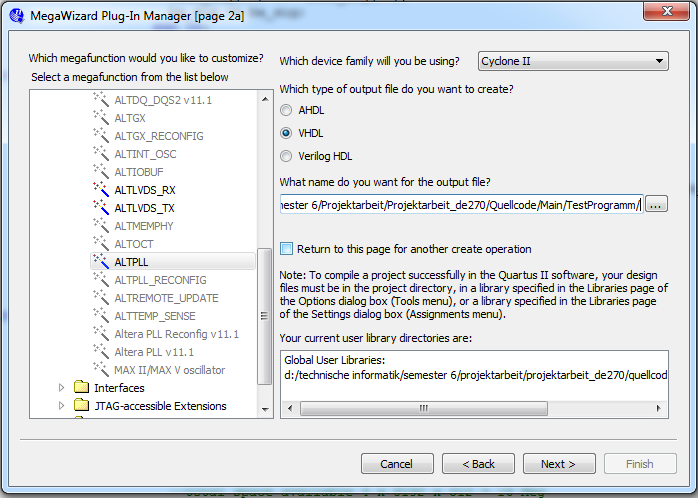 MegaWizard Plug-In Manager [page 2a]
Which megafunction would you like to customize?
Select a megafunction from the list below
ALTDQ_DQS2 v11.1
ALTGX
ALTGX_RECONFIG
ALTINT_OSC
ALTIOBUF
ALTLVDS_RX
ALTLVDS_TX
ALTMEMPHY
ALTOCT
ALTPLL
ALTPLL_RECONFIG
ALTREMOTE_UPDATE
ALTTEMP_SENSE
Altera PLL Reconfig v11.1
Altera PLL v11.1
MAX II/MAX V oscillator
Interfaces
JTAG-accessible Extensions
Which device family will you be using?
Cyclone II
Which type of output file do you want to create?
AHDL
VHDL
Verilog HDL
What name do you want for the output file?
nester 6/Projektarbeit/Projektarbeit_de270/Quellcode/Main/TestProgramm/
...
Return to this page for another create operation
Note: To compile a project successfully in the Quartus II software, your design
files must be in the project directory, in a library specified in the Libraries page of
the Options dialog box (Tools menu), or a library specified in the Libraries page
of the Settings dialog box (Assignments menu).
Your current user library directories are:
Global User Libraries:
d:/technische informatik/semester 6/projektarbeit/projektarbeit_de270/quellcod
Cancel
< Back
Next >
Finish